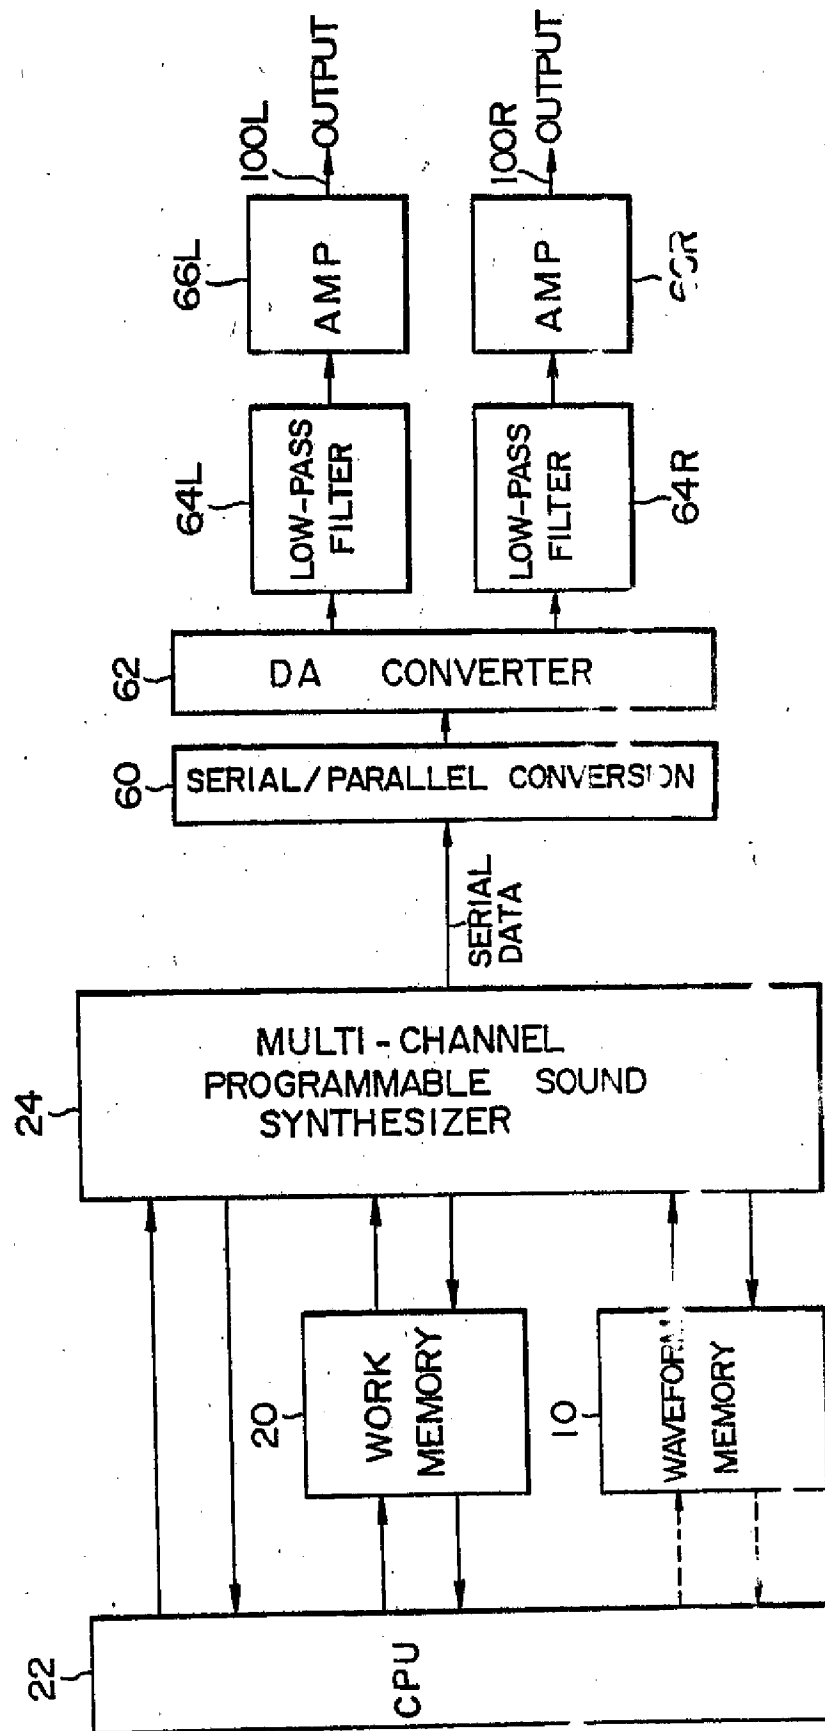 22
CPU
20
WORK
MEMORY
10
WAVEFORM
MEMORY
24
MULTI-CHANNEL
PROGRAMMABLE SOUND
SYNTHESIZER
SERIAL
DATA
60
SERIAL/PARALLEL CONVERSION
62
DA CONVERTER
64L
LOW-PASS
FILTER
64R
LOW-PASS
FILTER
66L
AMP
AMP
100L
OUTPUT
100R
OUTPUT